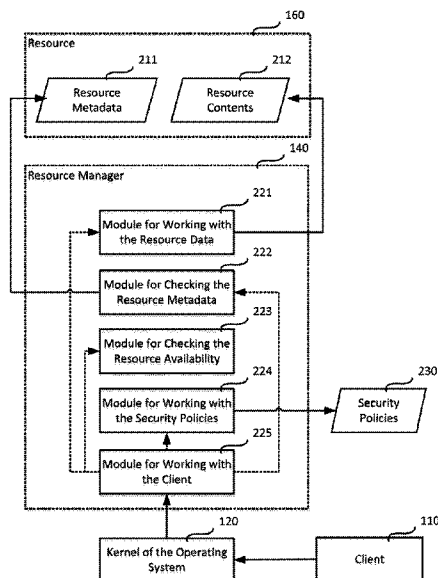 160
Resource
211
212
Resource
Metadata
Resource
Contents
140
Resource Manager
221
Module for Working with
the Resource Data
222
Module for Checking the
Resource Metadata
223
Module for Checking the
Resource Availability
224
Module for Working with
the Security Policies
230
Security
Policies
225
Module for Working with
the Client
120
Kernel of the Operating
System
110
Client